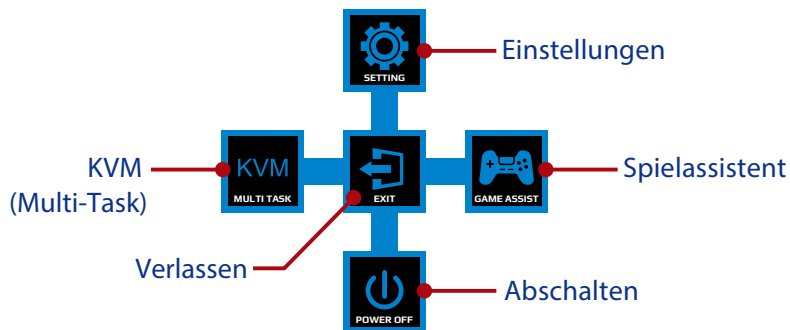 SETTING
Einstellungen
KVM
(Multi-Task)
KVM
MULTI TASK
EXIT
GAME ASSIST
Spielassistent
Verlassen
POWER OFF
Abschalten